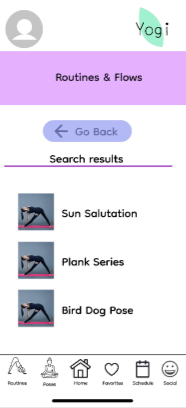 Yogi
Routines & Flows
Go Back
Search results
Sun Salutation
Plank Series
Bird Dog Pose
Routines Poses Home Favorites Schedule Social